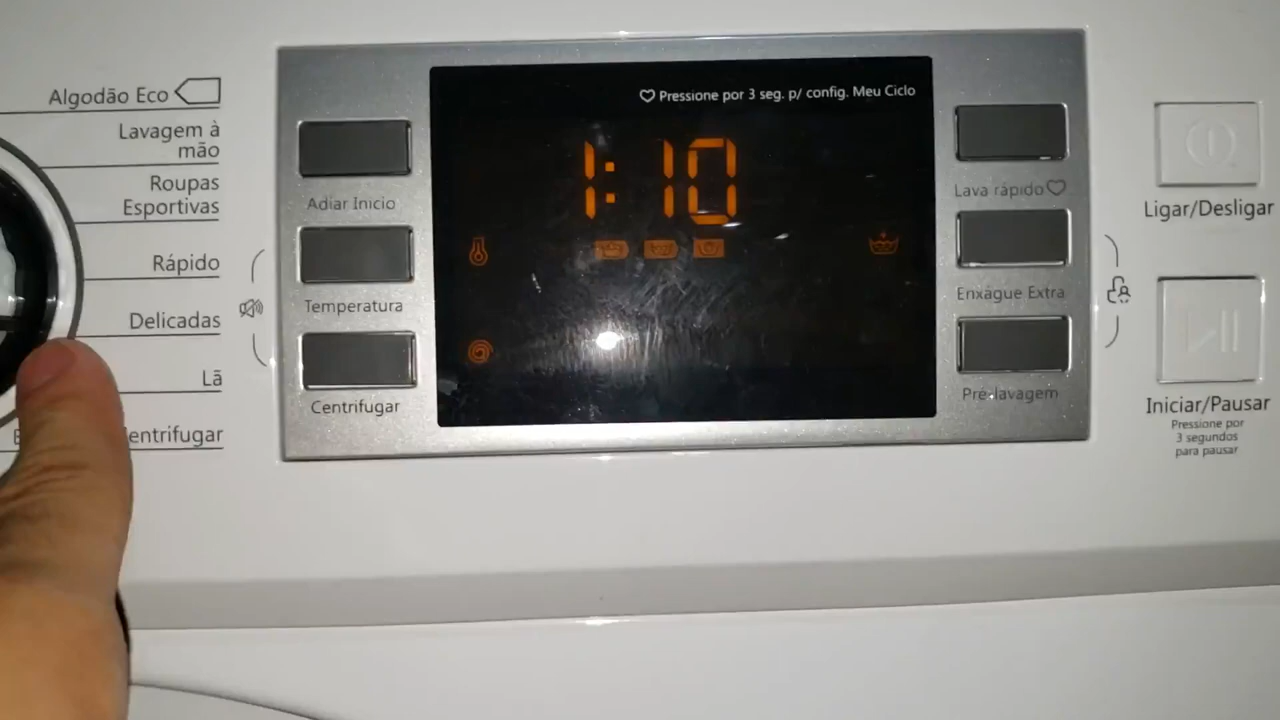 Algodão Eco
Lavagem à
mão
Roupas
Esportivas
Rápido
Delicadas
Lã
entrifugar
Adiar Inicio
Temperatura
Centrifugar
Pressione por 3 seg. p/ config. Meu Ciclo
1:10
Lava rápido
Enxágue Extra
Pré-lavagem
Ligar/Desligar
Iniciar/Pausar
Pressione por
3 segundos
para pausar